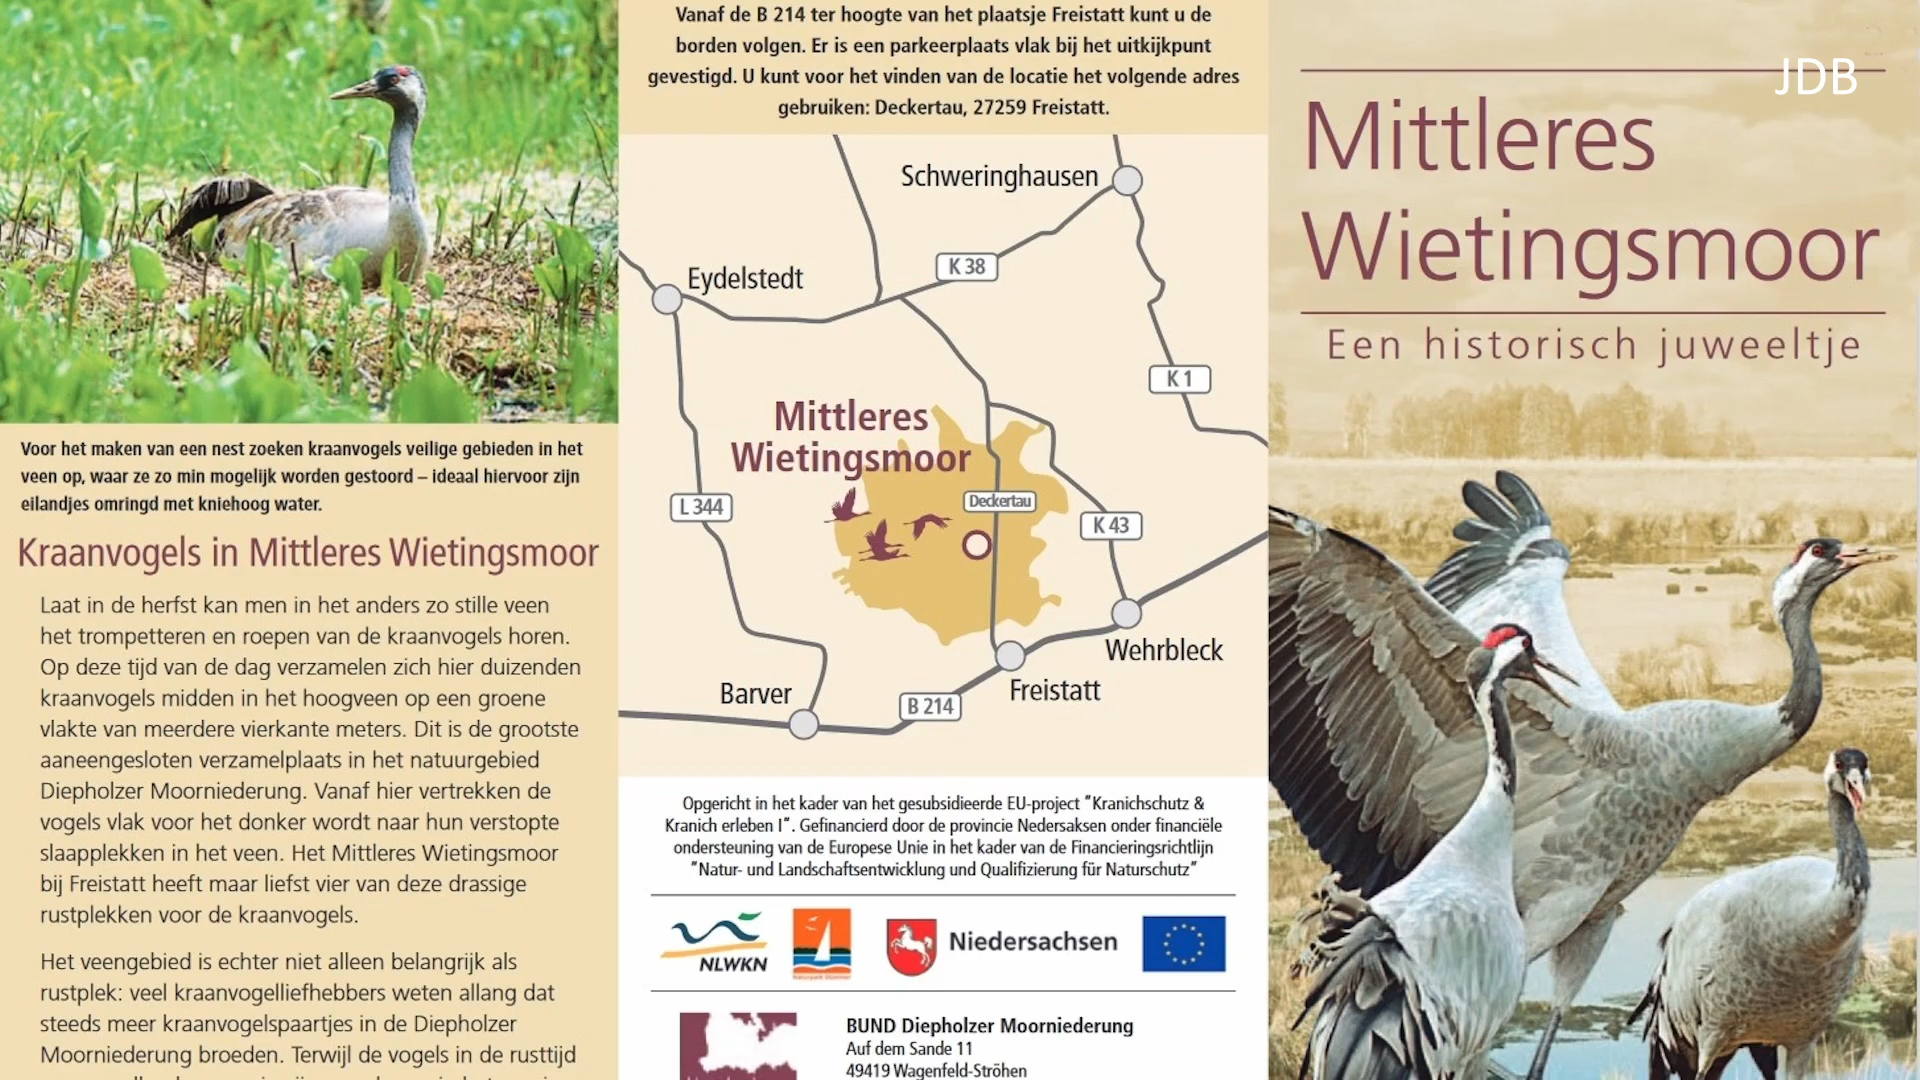 Voor het maken van een nest zoeken kraanvogels veilige gebieden in het
veen op, waar ze zo min mogelijk worden gestoord – ideaal hiervoor zijn
eilandjes omringd met kniehoog water.
Kraanvogels in Mittleres Wietingsmoor
Laat in de herfst kan men in het anders zo stille veen
het trompetteren en roepen van de kraanvogels horen.
Op deze tijd van de dag verzamelen zich hier duizenden
kraanvogels midden in het hoogveen op een groene
vlakte van meerdere vierkante meters. Dit is de grootste
aaneengesloten verzamelplaats in het natuurgebied
Diepholzer Moorniederung. Vanaf hier vertrekken de
vogels vlak voor het donker wordt naar hun verstopte
slaapplekken in het veen. Het Mittleres Wietingsmoor
bij Freistatt heeft maar liefst vier van deze drassige
rustplekken voor de kraanvogels.
Het veengebied is echter niet alleen belangrijk als
rustplek: veel kraanvogelliefhebbers weten allang dat
steeds meer kraanvogelspaartjes in de Diepholzer
Moorniederung broeden. Terwijl de vogels in de rusttijd
Vanaf de B 214 ter hoogte van het plaatsje Freistatt kunt u de
borden volgen. Er is een parkeerplaats vlak bij het uitkijkpunt
gevestigd. U kunt voor het vinden van de locatie het volgende adres
gebruiken: Deckertau, 27259 Freistatt.
Schweringhausen
K 38
Eydelstedt
K 1
Mittleres
Wietingsmoor
Deckertau
L 344
K 43
Wehrbleck
Freistatt
Barver
B 214
Opgericht in het kader van het gesubsidieerde EU-project "Kranichschutz &
Kranich erleben I". Gefinancierd door de provincie Nedersaksen onder financiële
ondersteuning van de Europese Unie in het kader van de Financieringsrichtlijn
"Natur- und Landschaftsentwicklung und Qualifizierung für Naturschutz"
NLWKN
Niedersachsen
BUND Diepholzer Moorniederung
Auf dem Sande 11
49419 Wagenfeld-Ströhen
JDB
Mittleres
Wietingsmoor
Een historisch juweeltje